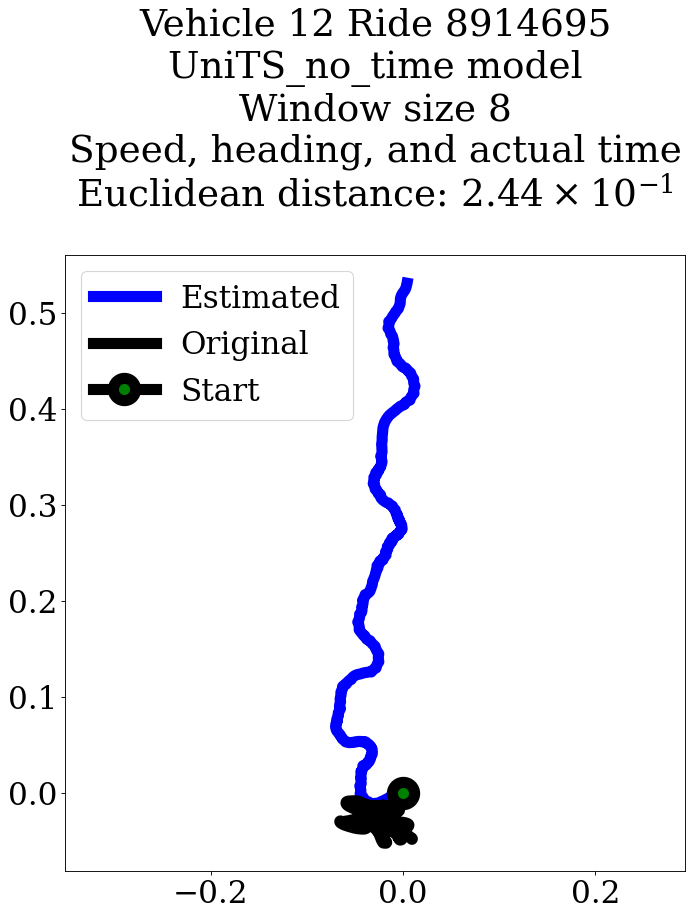 Vehicle 12 Ride 8914695
UniTS_no_time model
Window size 8
Speed, heading, and actual time
Euclidean distance: 2.44 × 10⁻¹
Estimated
Original
Start
0.5
0.4
0.3
0.2
0.1
0.0
−0.2 0.0 0.2